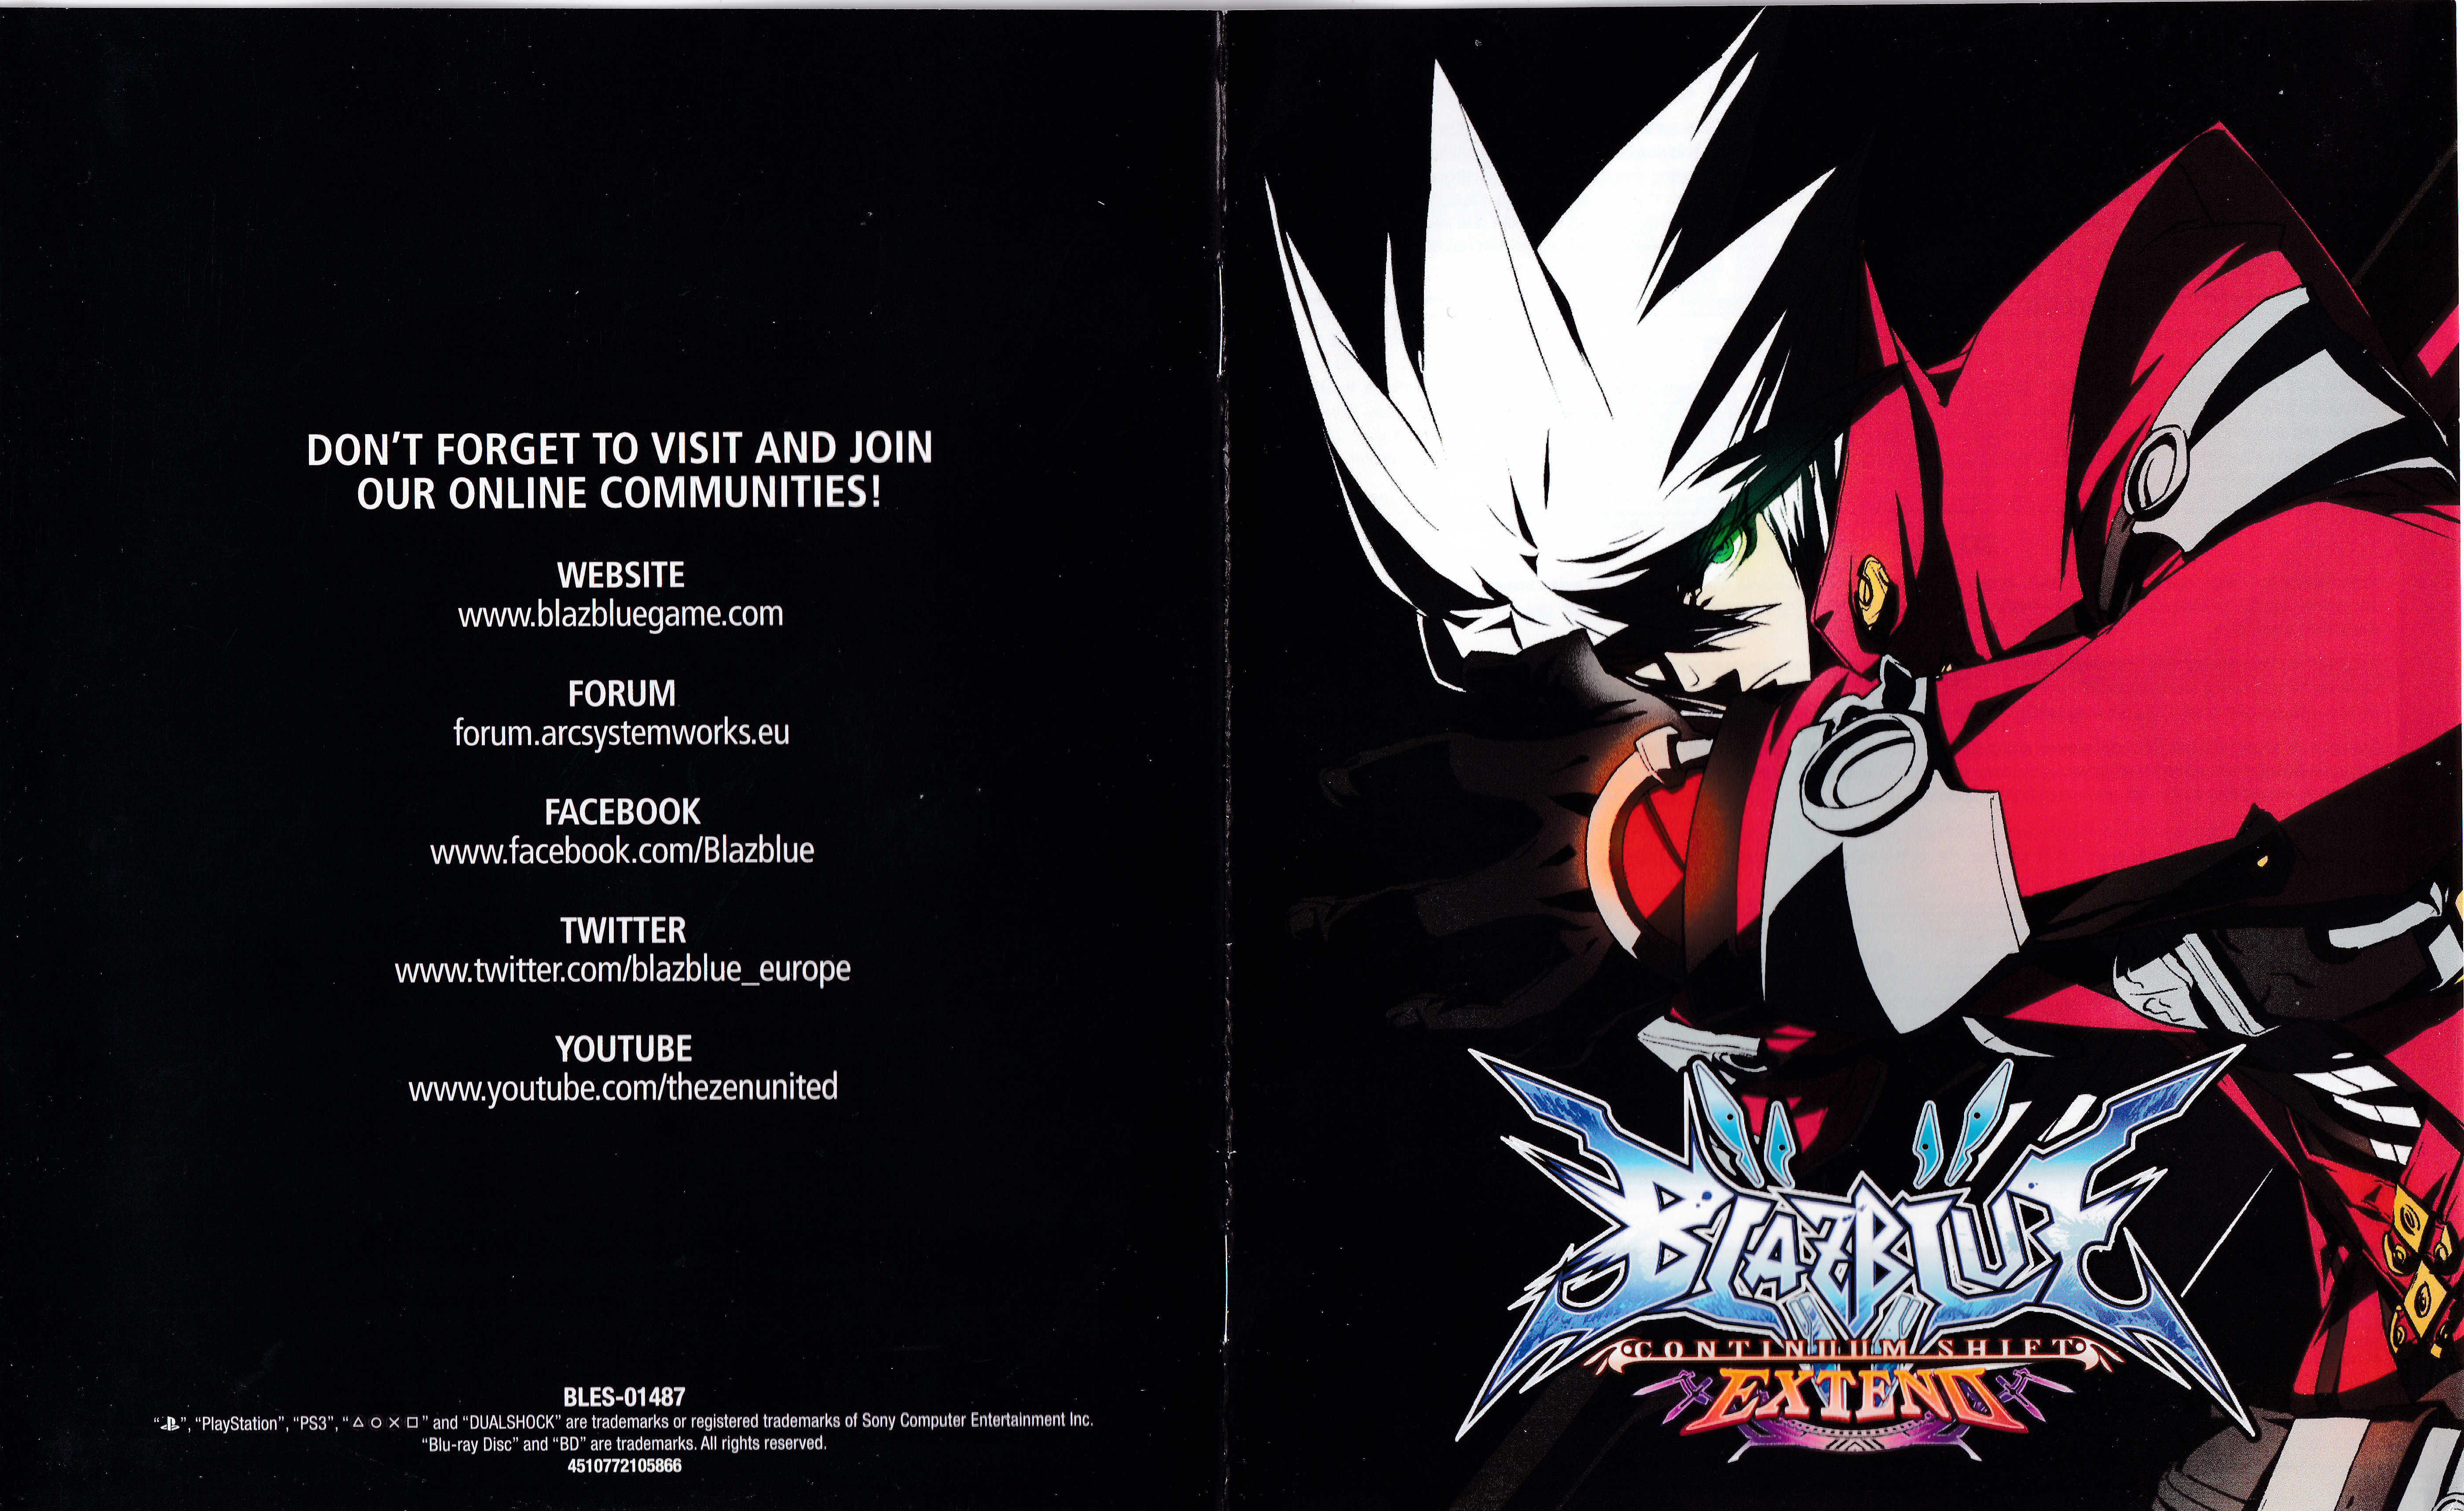 DON'T FORGET TO VISIT AND JOIN
OUR ONLINE COMMUNITIES!
WEBSITE
www.blazbluegame.com
FORUM
forum.arcsystemworks.eu
FACEBOOK
www.facebook.com/Blazblue
TWITTER
www.twitter.com/blazblue_europe
YOUTUBE
www.youtube.com/thezenunited
BLES-01487
“PS”, “PlayStation”, “PS3”, “△ ○ × □” and “DUALSHOCK” are trademarks or registered trademarks of Sony Computer Entertainment Inc.
“Blu-ray Disc” and “BD” are trademarks. All rights reserved.
4510772105866
BLAZBLUE
CONTINUUM SHIFT
EXTEND